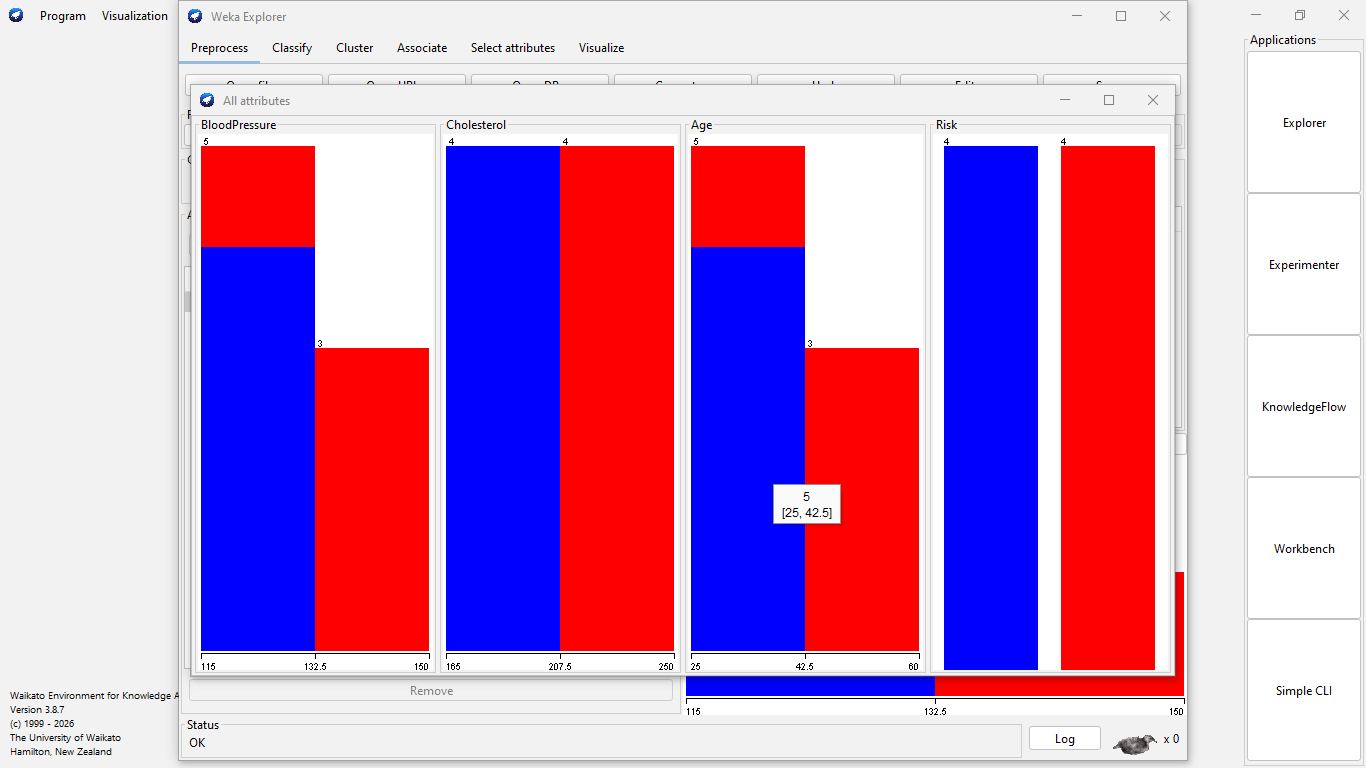 Program
Visualization
Weka Explorer
Preprocess
Classify
Cluster
Associate
Select attributes
Visualize
All attributes
BloodPressure
Cholesterol
Age
Risk
5
3
115
132.5
150
4
4
165
207.5
250
5
3
5
[25, 42.5]
25
42.5
60
4
4
Remove
115
132.5
150
Status
OK
Log
x 0
Waikato Environment for Knowledge A
Version 3.8.7
(c) 1999 - 2026
The University of Waikato
Hamilton, New Zealand
Applications
Explorer
Experimenter
KnowledgeFlow
Workbench
Simple CLI